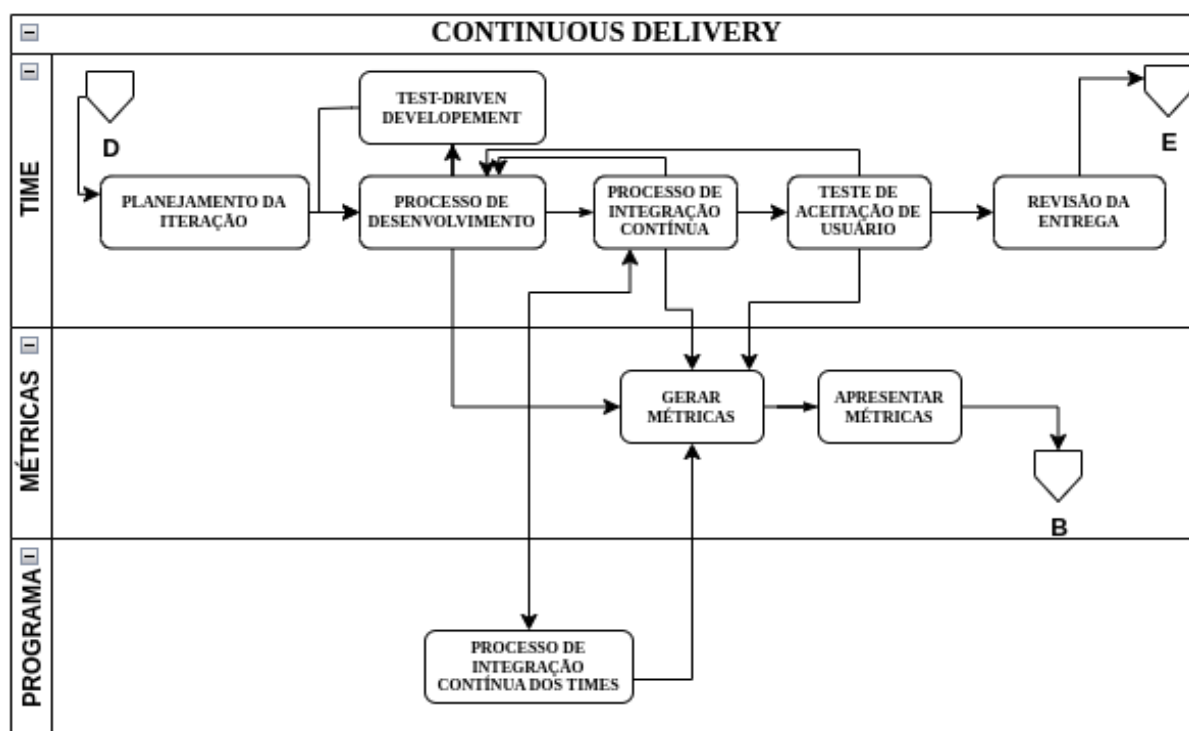 CONTINUOUS DELIVERY
TIME
D
TEST-DRIVEN
DEVELOPEMENT
E
PLANEJAMENTO DA
ITERAÇÃO
PROCESSO DE
DESENVOLVIMENTO
PROCESSO DE
INTEGRAÇÃO
CONTÍNUA
TESTE DE
ACEITAÇÃO DE
USUÁRIO
REVISÃO DA
ENTREGA
MÉTRICAS
GERAR
MÉTRICAS
APRESENTAR
MÉTRICAS
B
PROGRAMA
PROCESSO DE
INTEGRAÇÃO
CONTÍNUA DOS TIMES